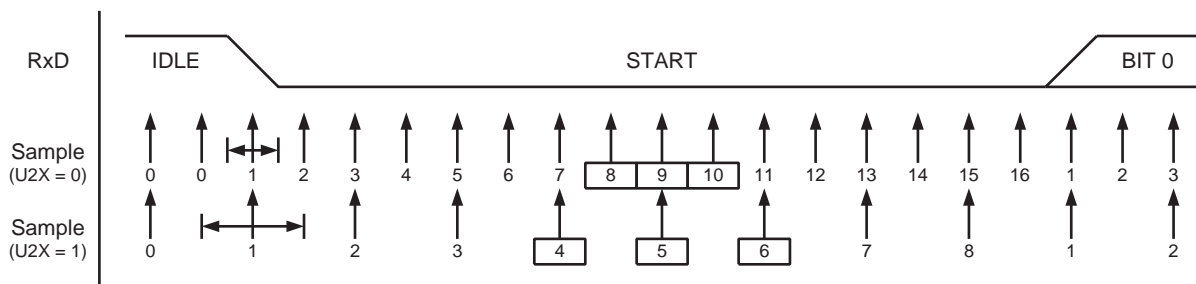 RxD IDLE START BIT 0
Sample
(U2X = 0)
0 0 1 2 3 4 5 6 7 8 9 10 11 12 13 14 15 16 1 2 3
Sample
(U2X = 1)
0 1 2 3 4 5 6 7 8 1 2